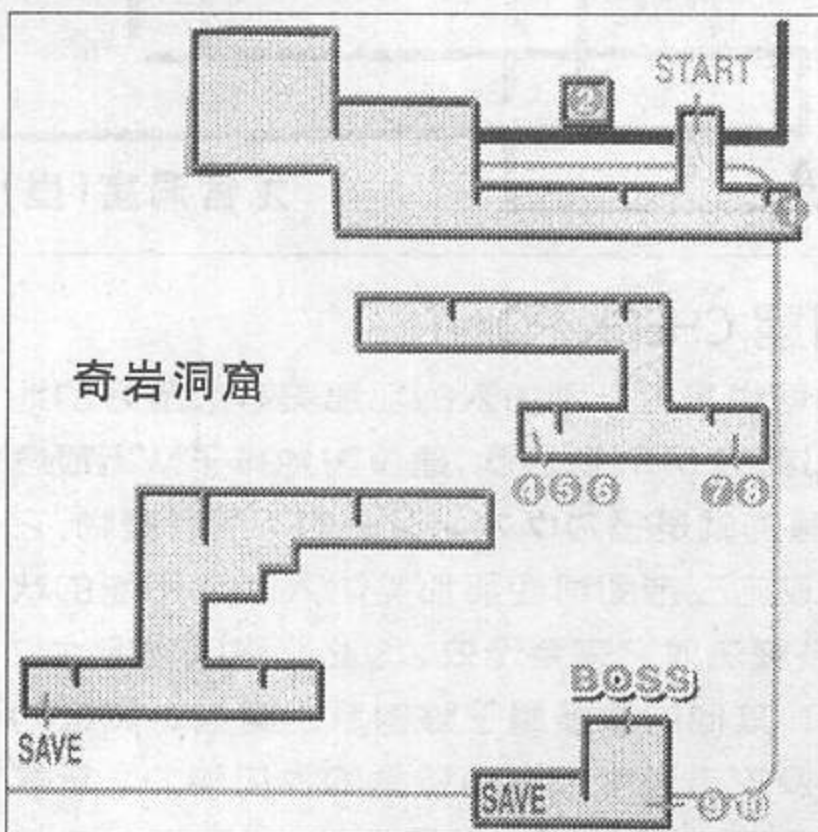 START
②
①
奇岩洞窟
④⑤⑥
⑦⑧
BOSS
SAVE
SAVE
⑨⑩